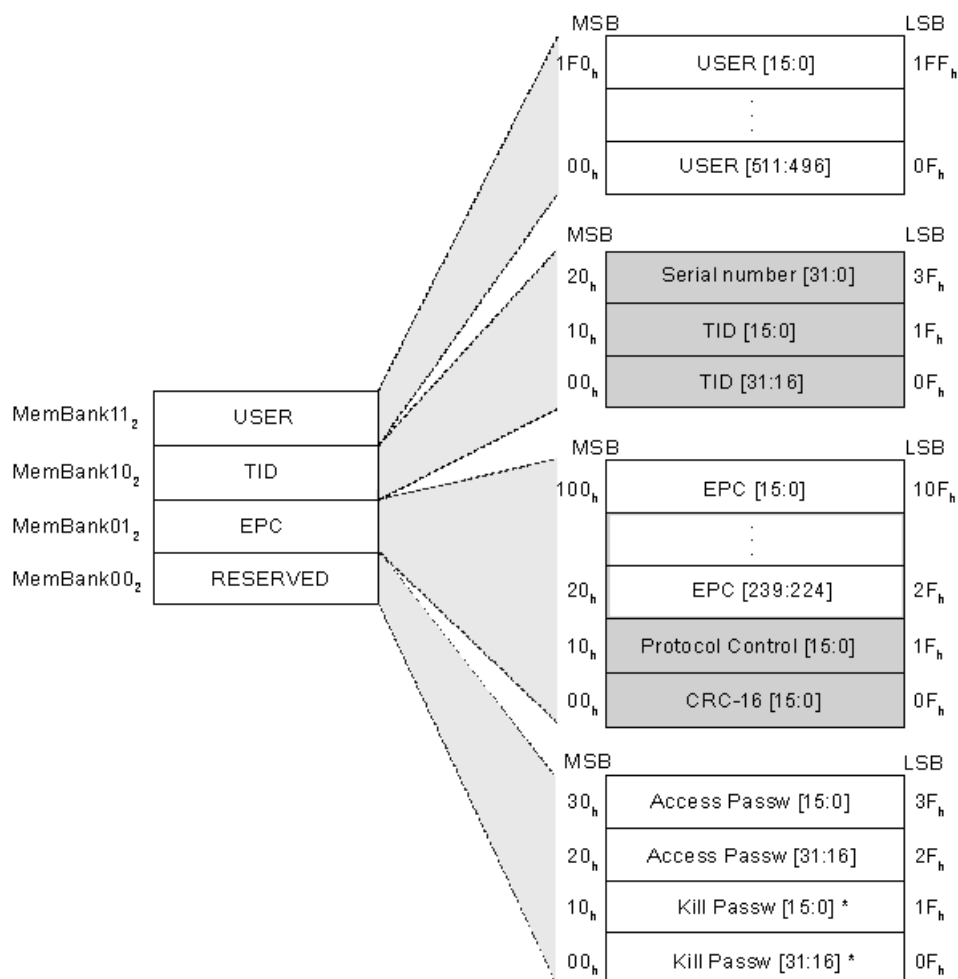 MSB LSB
1F0h USER [15:0] 1FFh
00h USER [511:496] 0Fh
MSB LSB
20h Serial number [31:0] 3Fh
10h TID [15:0] 1Fh
00h TID [31:16] 0Fh
MemBank112 USER
MemBank102 TID
MemBank012 EPC
MemBank002 RESERVED
MSB LSB
100h EPC [15:0] 10Fh
20h EPC [239:224] 2Fh
10h Protocol Control [15:0] 1Fh
00h CRC-16 [15:0] 0Fh
MSB LSB
30h Access Passw [15:0] 3Fh
20h Access Passw [31:16] 2Fh
10h Kill Passw [15:0] * 1Fh
00h Kill Passw [31:16] * 0Fh